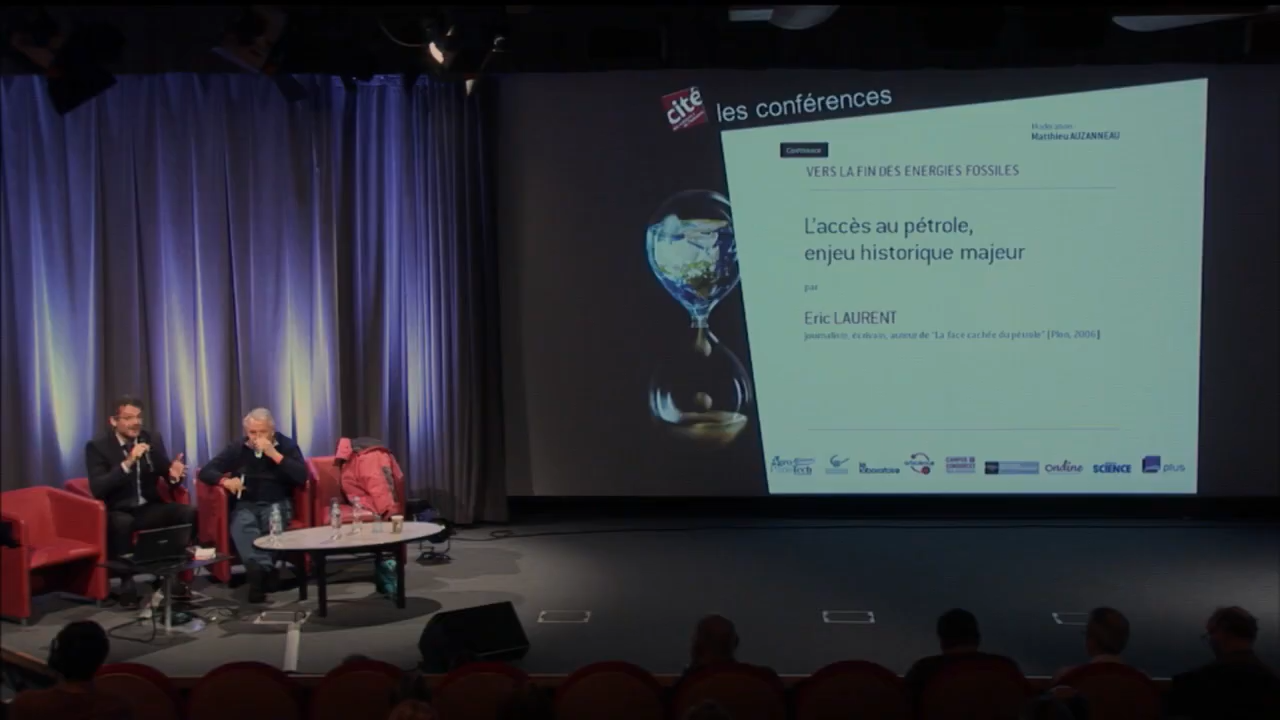 cité
les conférences
Modération
Matthieu AUZANNEAU
Conférence
VERS LA FIN DES ENERGIES FOSSILES
L'accès au pétrole,
enjeu historique majeur
par
Eric LAURENT
journaliste, écrivain, auteur de "La face cachée du pétrole" (Plon, 2006)
laboratoire
ondine
SCIENCE
plus